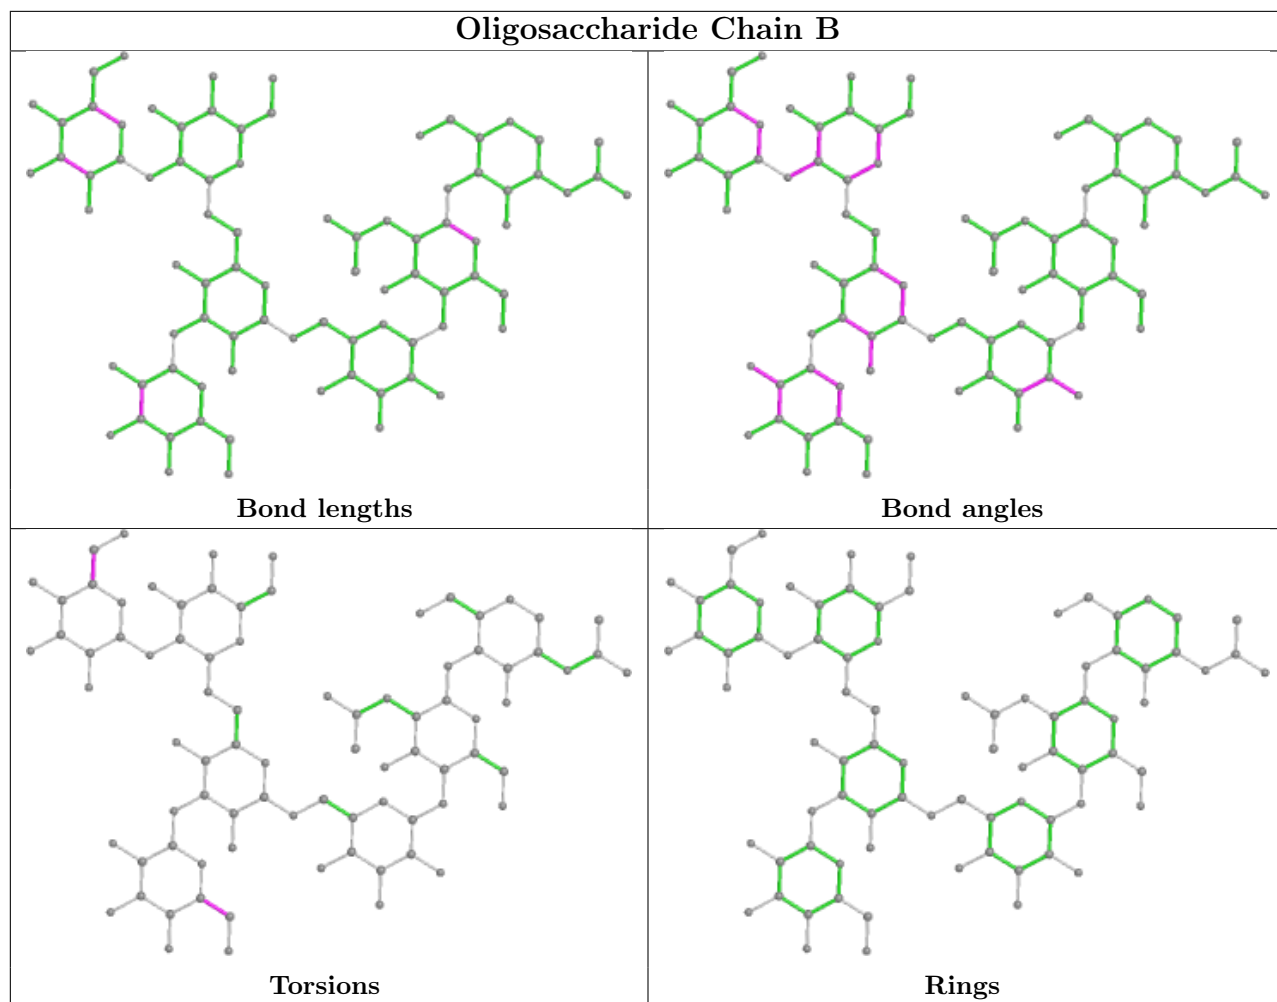 Oligosaccharide Chain B
Bond lengths
Bond angles
Torsions
Rings